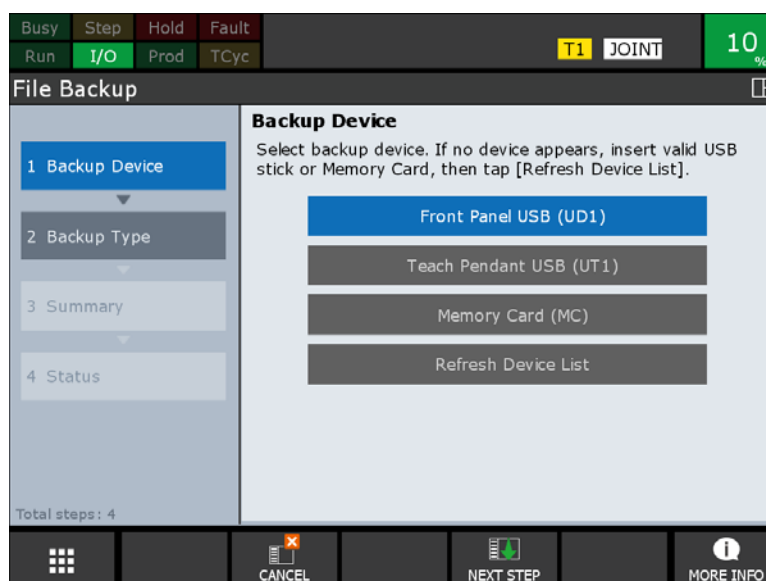 Busy Step Hold Fault
Run I/O Prod TCyc
T1 JOINT
10 %
File Backup
1 Backup Device
2 Backup Type
3 Summary
4 Status
Total steps: 4
Backup Device
Select backup device. If no device appears, insert valid USB
stick or Memory Card, then tap [Refresh Device List].
Front Panel USB (UD1)
Teach Pendant USB (UT1)
Memory Card (MC)
Refresh Device List
CANCEL
NEXT STEP
MORE INFO